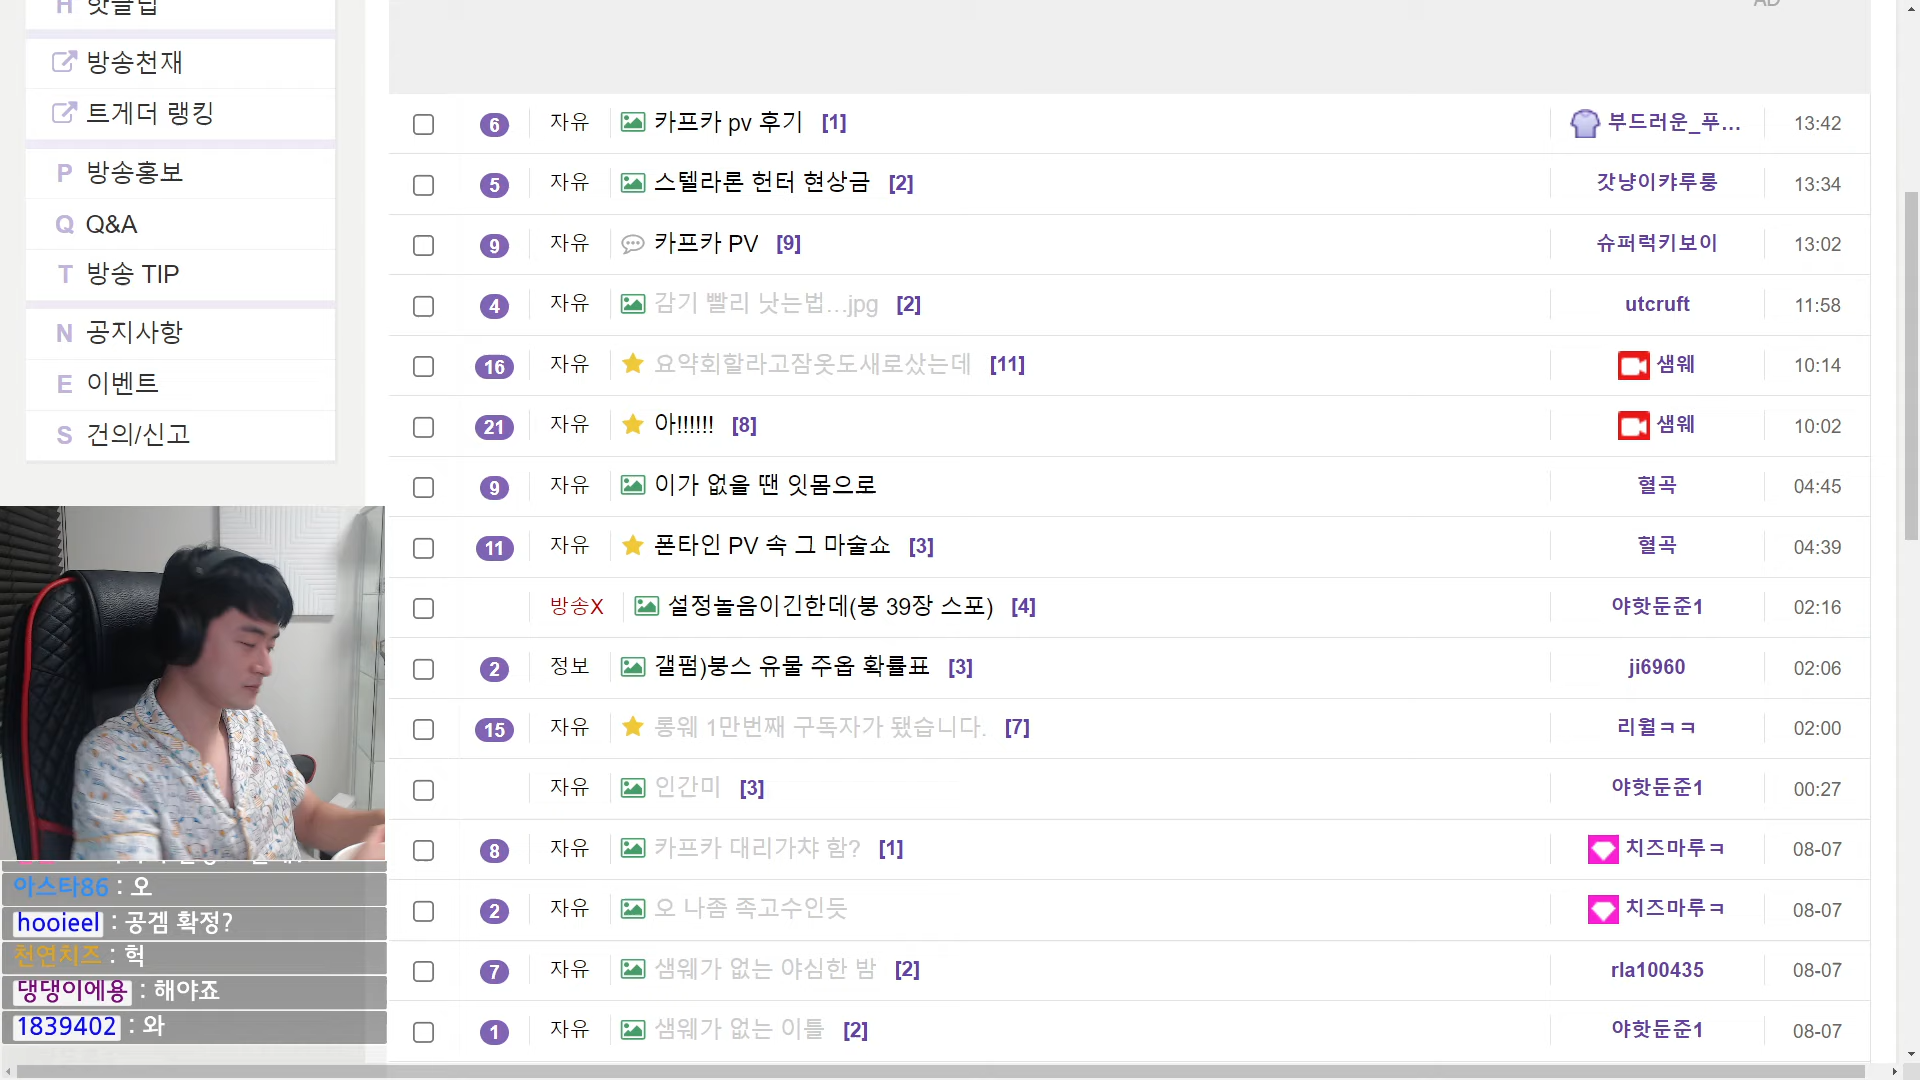 AD
H 핫클립
방송천재
트게더 랭킹
P 방송홍보
Q Q&A
T 방송 TIP
N 공지사항
E 이벤트
S 건의/신고
6 자유 카프카 pv 후기 [1] 부드러운_푸... 13:42
5 자유 스텔라론 헌터 현상금 [2] 갓냥이캬루룽 13:34
9 자유 카프카 PV [9] 슈퍼럭키보이 13:02
4 자유 감기 빨리 낫는법...jpg [2] utcruft 11:58
16 자유 요약회할라고잠옷도새로샀는데 [11] 샘웨 10:14
21 자유 아!!!!!! [8] 샘웨 10:02
9 자유 이가 없을 땐 잇몸으로 혈곡 04:45
11 자유 폰타인 PV 속 그 마술쇼 [3] 혈곡 04:39
방송X 설정놀음이긴한데(붕 39장 스포) [4] 야핫둔준1 02:16
2 정보 갤펌)붕스 유물 주옵 확률표 [3] ji6960 02:06
15 자유 롱웨 1만번째 구독자가 됐습니다. [7] 리월ㅋㅋ 02:00
자유 인간미 [3] 야핫둔준1 00:27
8 자유 카프카 대리가챠 함? [1] 치즈마루ㅋ 08-07
2 자유 오 나좀 족고수인듯 치즈마루ㅋ 08-07
7 자유 샘웨가 없는 야심한 밤 [2] rla100435 08-07
1 자유 샘웨가 없는 이틀 [2] 야핫둔준1 08-07
아스타86 : 오
hooieel : 공겜 확정?
천연치즈 : 헉
댕댕이에용 : 해야죠
1839402 : 와